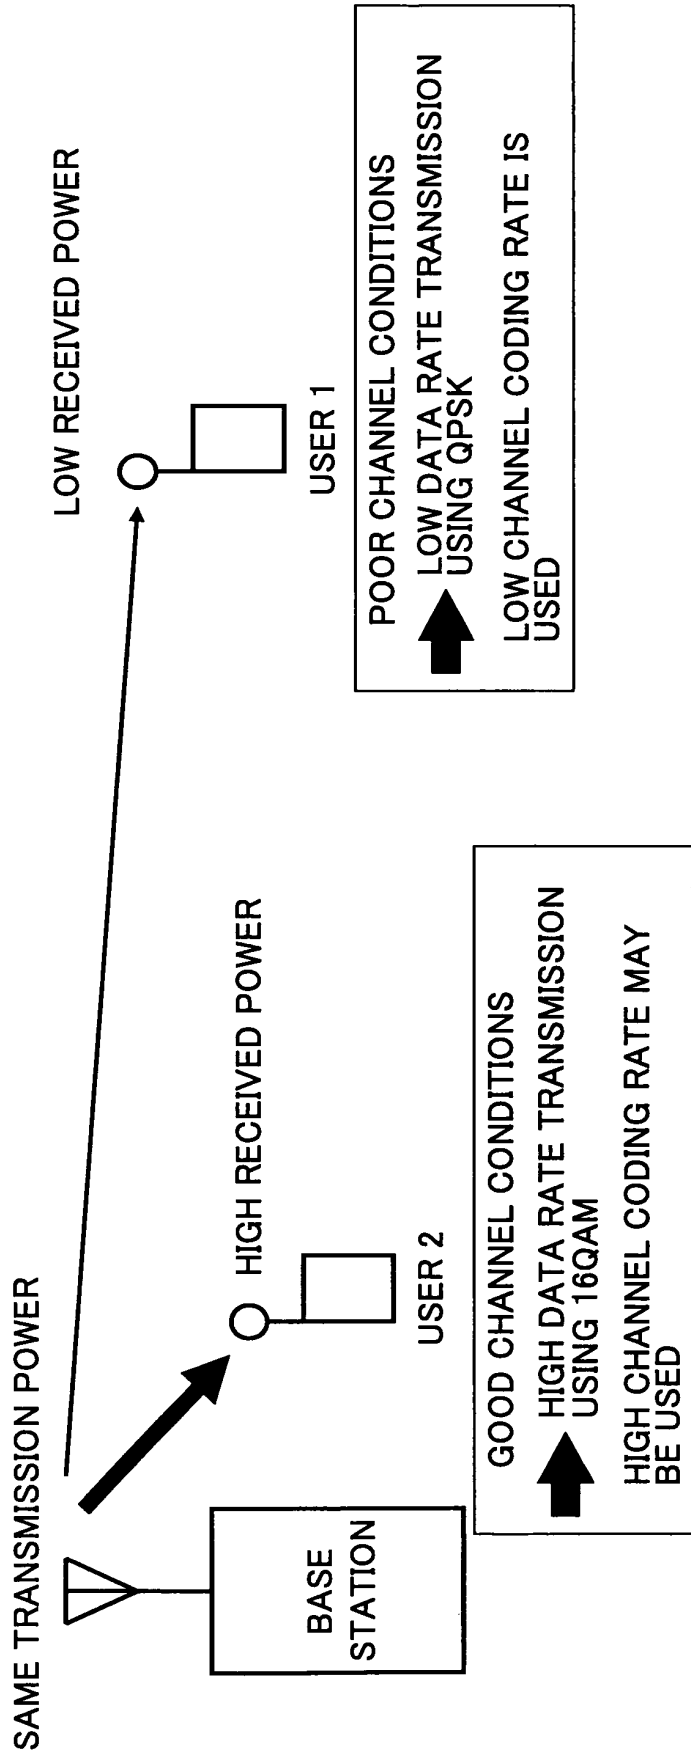 SAME TRANSMISSION POWER
LOW RECEIVED POWER
HIGH RECEIVED POWER
BASE
STATION
USER 2
USER 1
GOOD CHANNEL CONDITIONS
HIGH DATA RATE TRANSMISSION
USING 16QAM
HIGH CHANNEL CODING RATE MAY
BE USED
POOR CHANNEL CONDITIONS
LOW DATA RATE TRANSMISSION
USING QPSK
LOW CHANNEL CODING RATE IS
USED